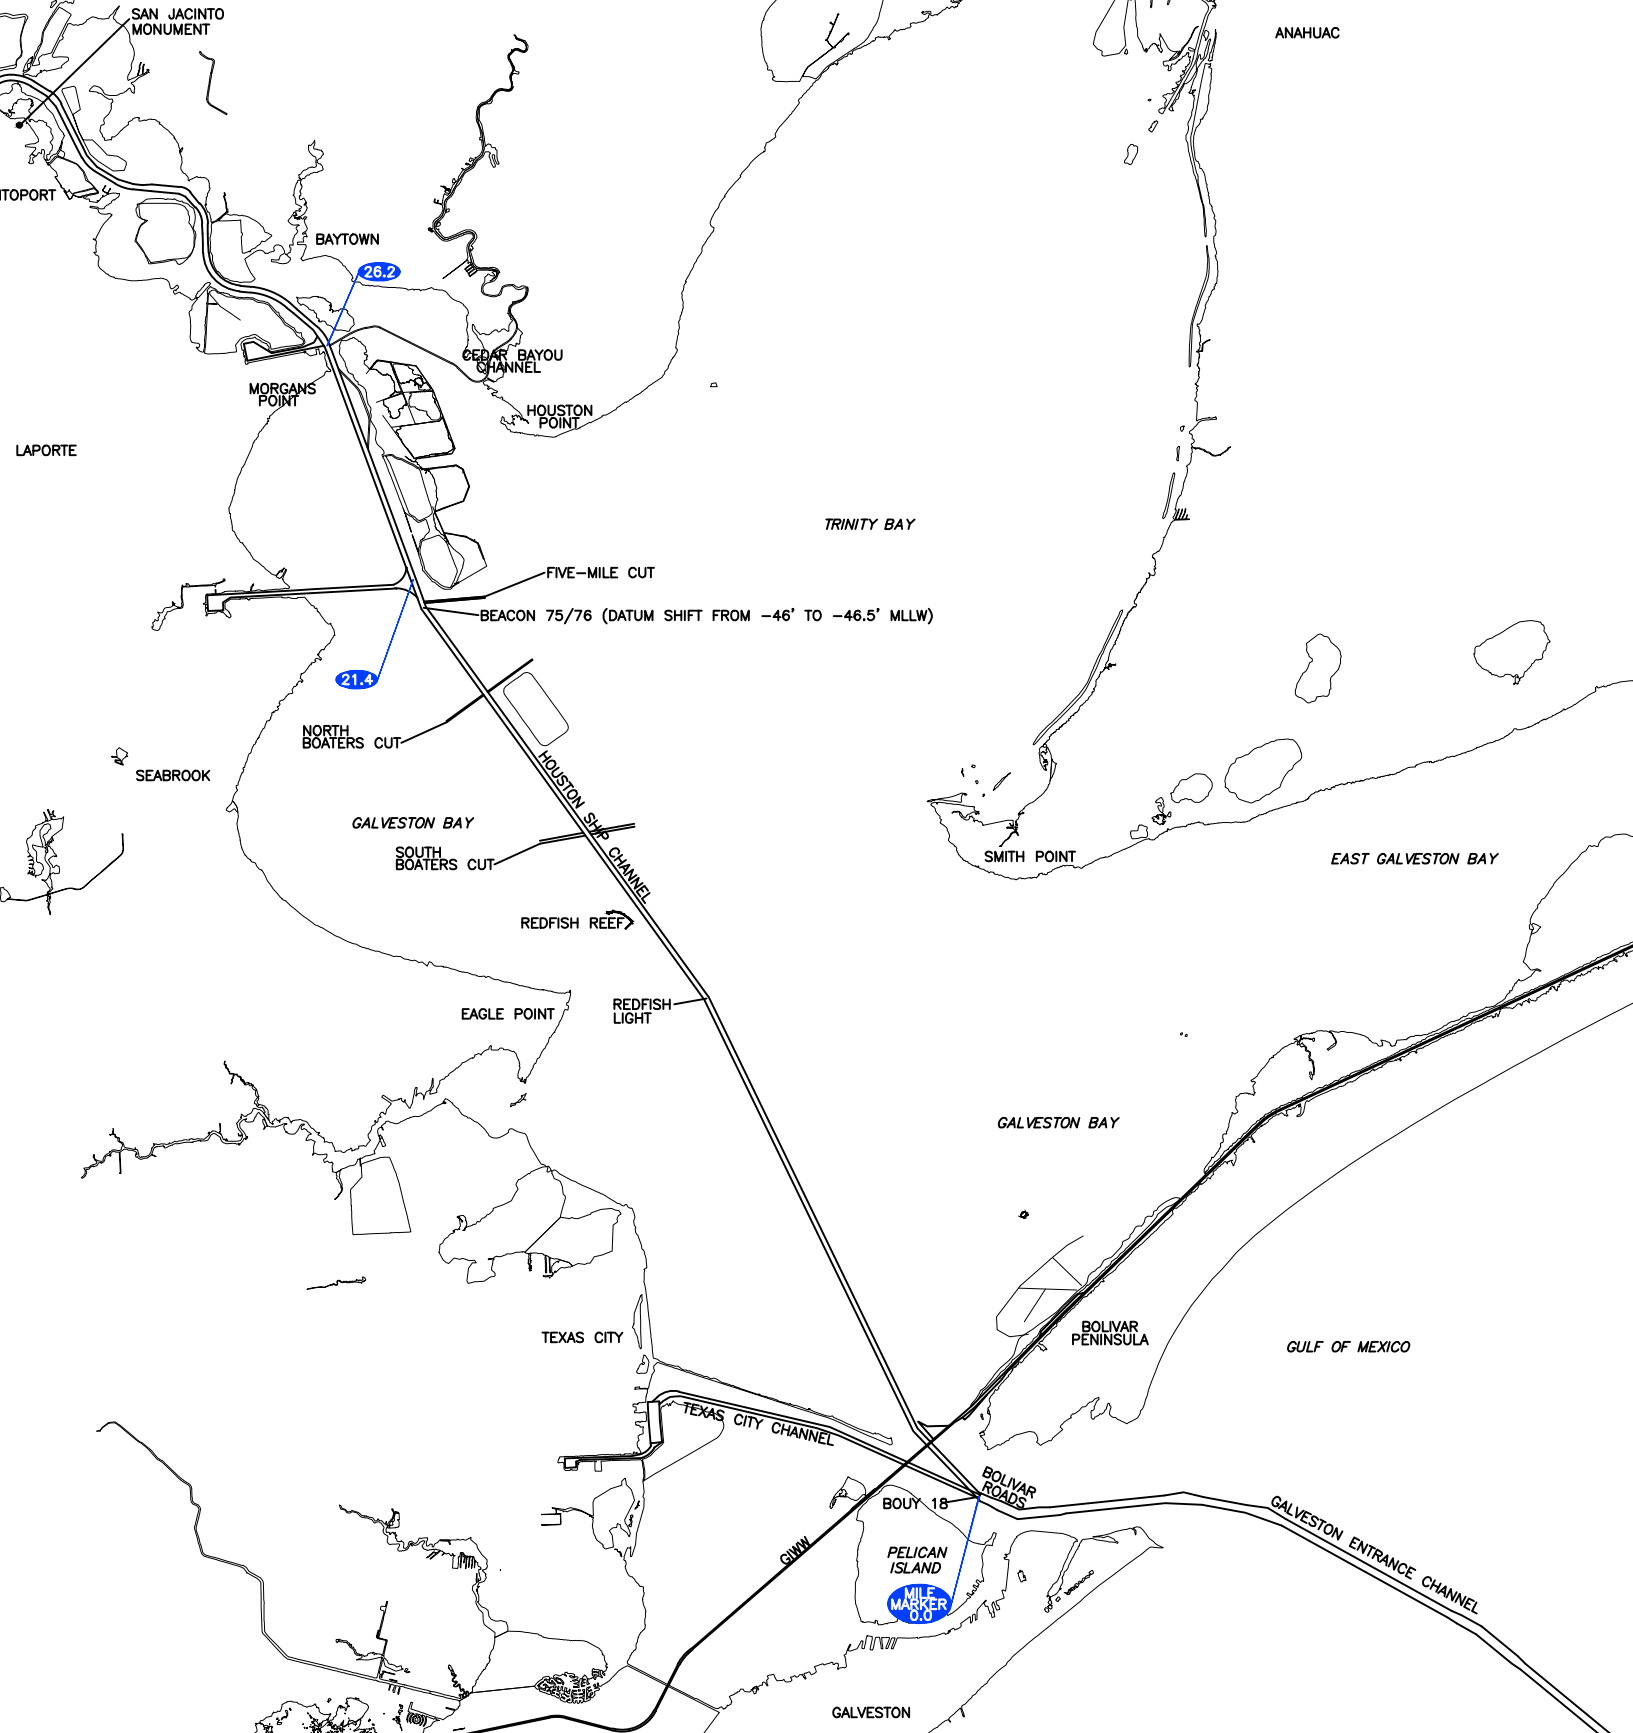 SAN JACINTO
MONUMENT
ANAHUAC
TOPORT
BAYTOWN
26.2
CEDAR BAYOU
CHANNEL
MORGANS
POINT
HOUSTON
POINT
LAPORTE
TRINITY BAY
FIVE-MILE CUT
BEACON 75/76 (DATUM SHIFT FROM -46' TO -46.5' MLLW)
21.4
NORTH
BOATERS CUT
HOUSTON SHIP CHANNEL
SEABROOK
GALVESTON BAY
SOUTH
BOATERS CUT
SMITH POINT
EAST GALVESTON BAY
REDFISH REEF
EAGLE POINT
REDFISH
LIGHT
GALVESTON BAY
TEXAS CITY
BOLIVAR
PENINSULA
GULF OF MEXICO
TEXAS CITY CHANNEL
BOLIVAR
ROADS
BOUY 18
GALVESTON ENTRANCE CHANNEL
GIWW
PELICAN
ISLAND
MILE
MARKER
0.0
GALVESTON